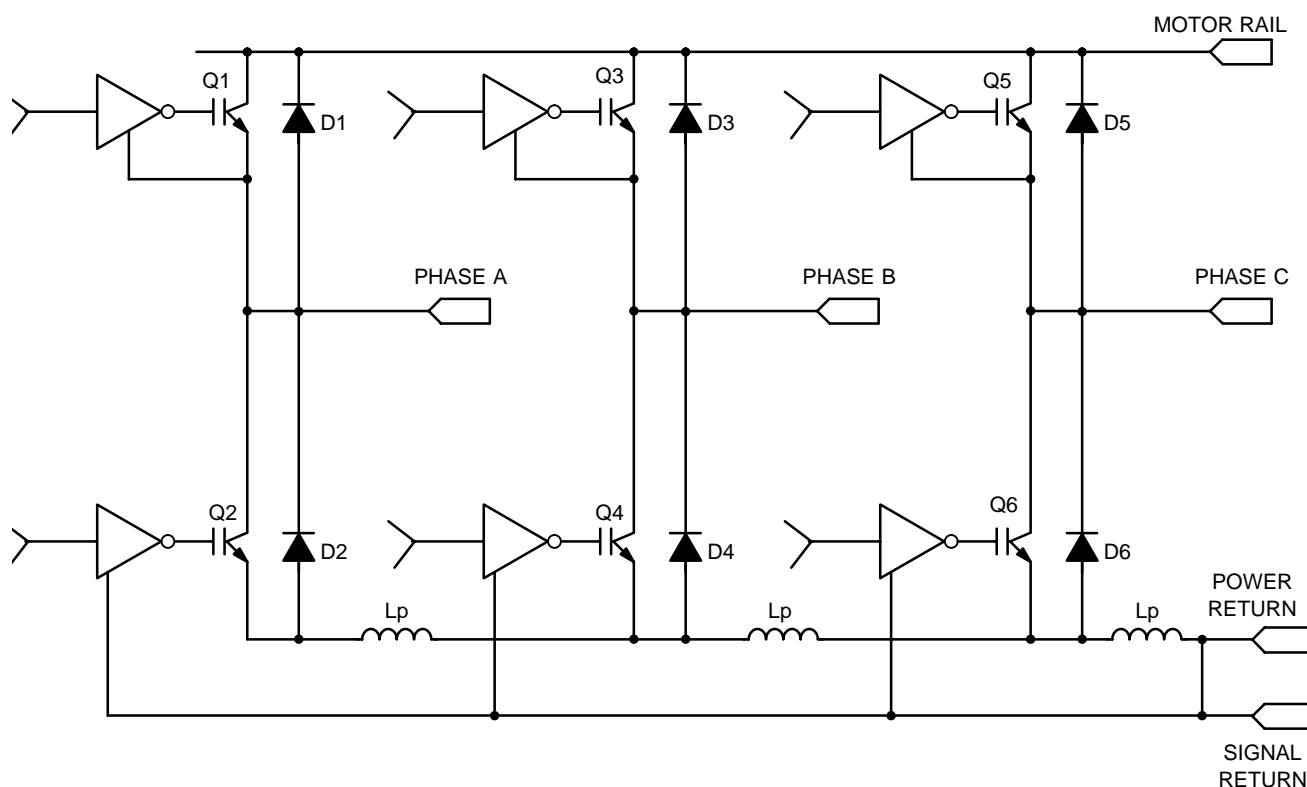 MOTOR RAIL
Q1
Q3
Q5
D1
D3
D5
PHASE A
PHASE B
PHASE C
Q2
Q4
Q6
D2
D4
D6
Lp
Lp
Lp
POWER
RETURN
SIGNAL
RETURN